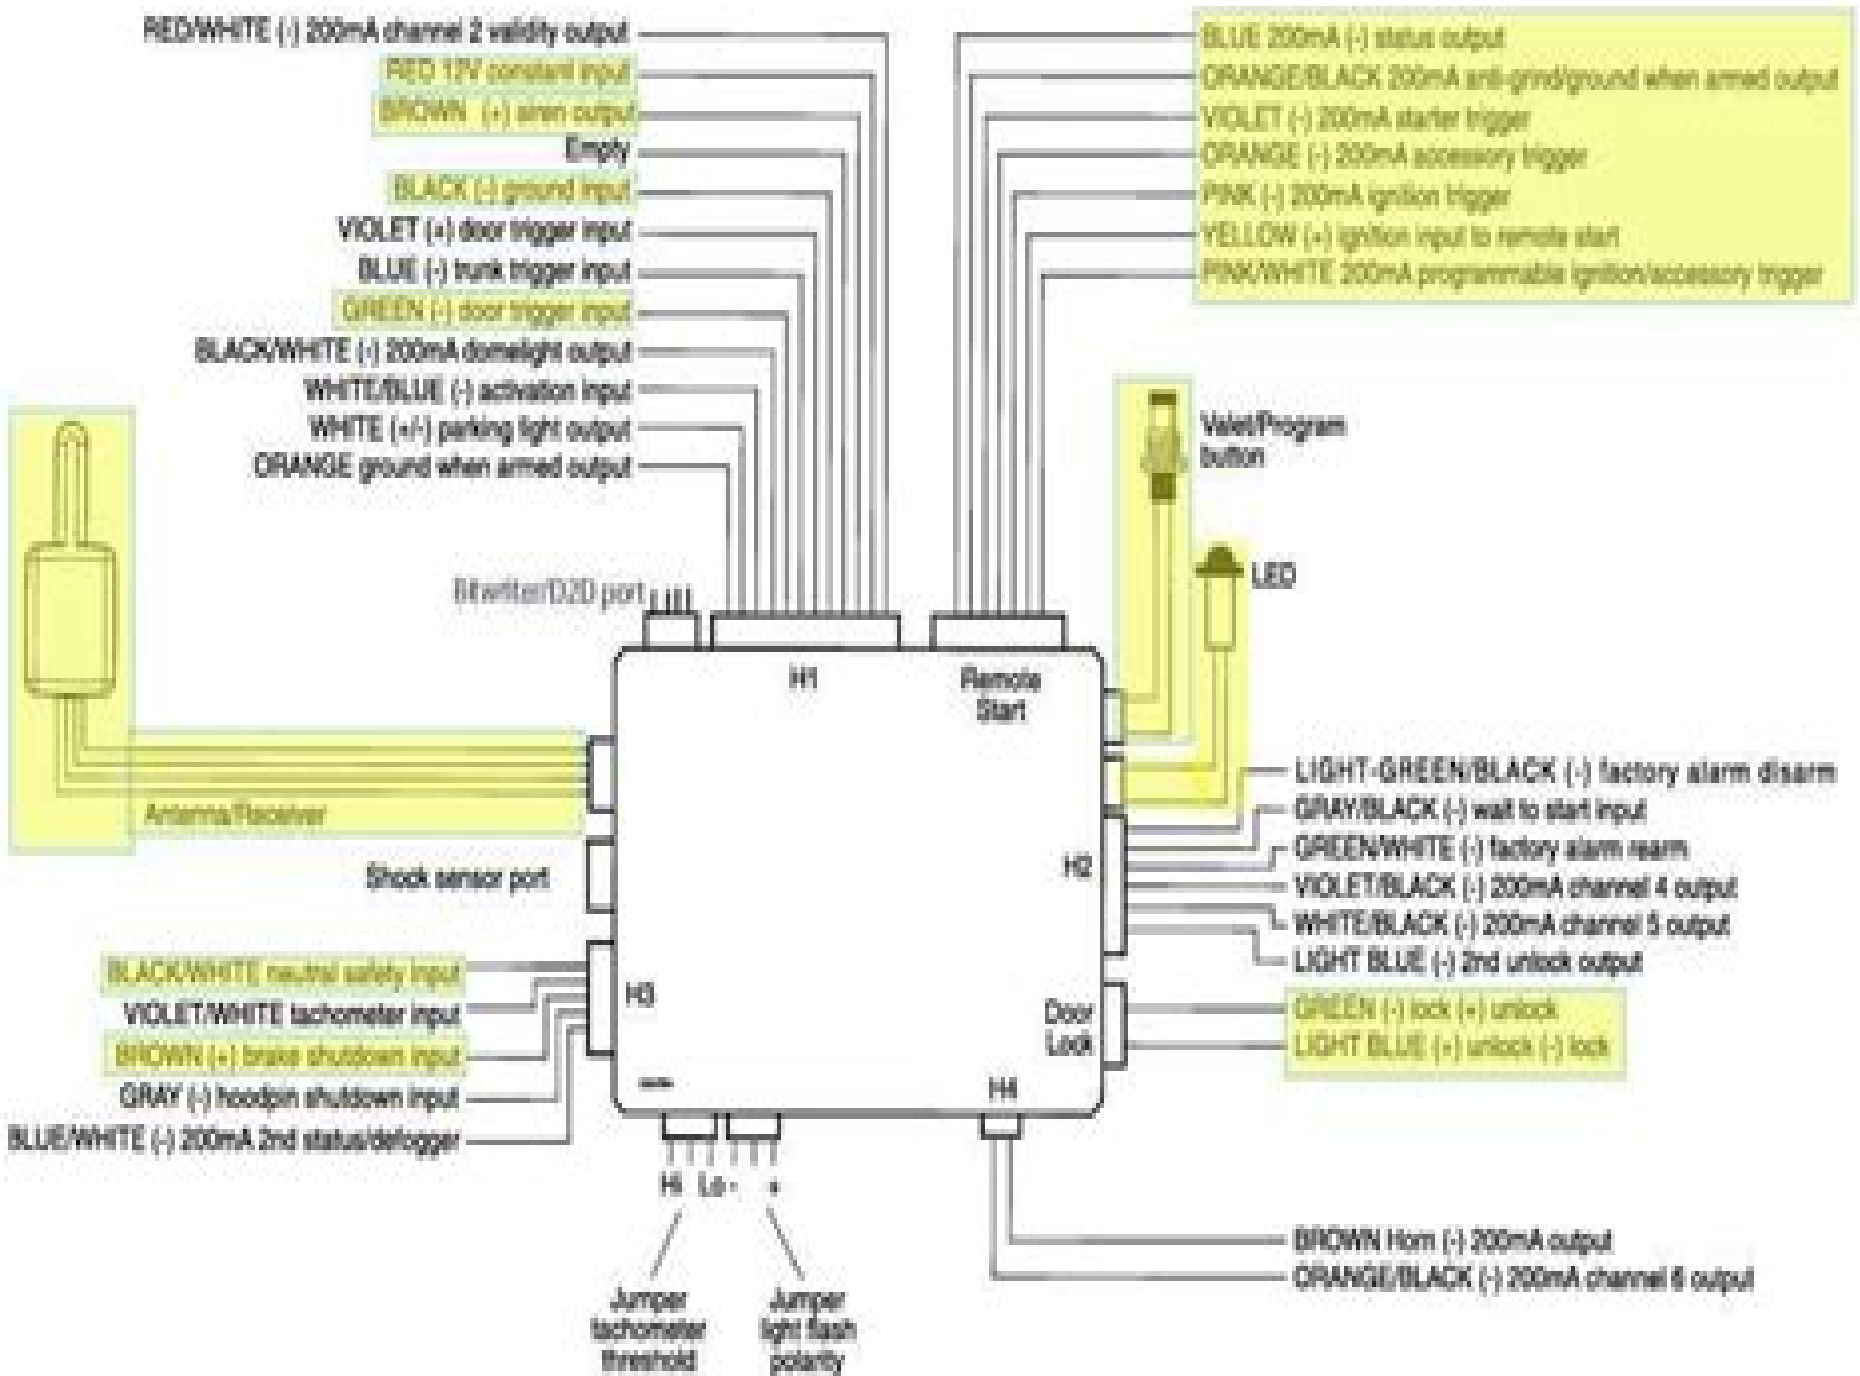 RED/WHITE (-) 200mA channel 2 validity output
RED 12V constant input
BROWN (+) siren output
Empty
BLACK (-) ground input
VIOLET (+) door trigger input
BLUE (-) trunk trigger input
GREEN (-) door trigger input
BLACK/WHITE (-) 200mA domelight output
WHITE/BLUE (-) activation input
WHITE (+/-) parking light output
ORANGE ground when armed output
BLUE 200mA (-) status output
ORANGE/BLACK 200mA anti-grind/ground when armed output
VIOLET (-) 200mA starter trigger
ORANGE (-) 200mA accessory trigger
PINK (-) 200mA ignition trigger
YELLOW (+) ignition input to remote start
PINK/WHITE 200mA programmable ignition/accessory trigger
Valet/Program
button
LED
Bitwriter/D2D port
H1
Remote
Start
Antenna/Receiver
Shock sensor port
LIGHT-GREEN/BLACK (-) factory alarm disarm
GRAY/BLACK (-) wait to start input
GREEN/WHITE (-) factory alarm rearm
VIOLET/BLACK (-) 200mA channel 4 output
WHITE/BLACK (-) 200mA channel 5 output
LIGHT BLUE (-) 2nd unlock output
H2
BLACK/WHITE neutral safety input
VIOLET/WHITE tachometer input
BROWN (+) brake shutdown input
GRAY (-) hoodpin shutdown input
BLUE/WHITE (-) 200mA 2nd status/defogger
H3
Door
Lock
GREEN (-) lock (+) unlock
LIGHT BLUE (+) unlock (-) lock
H4
Hi Lo - +
Jumper
tachometer
threshold
Jumper
light flash
polarity
BROWN Horn (-) 200mA output
ORANGE/BLACK (-) 200mA channel 6 output